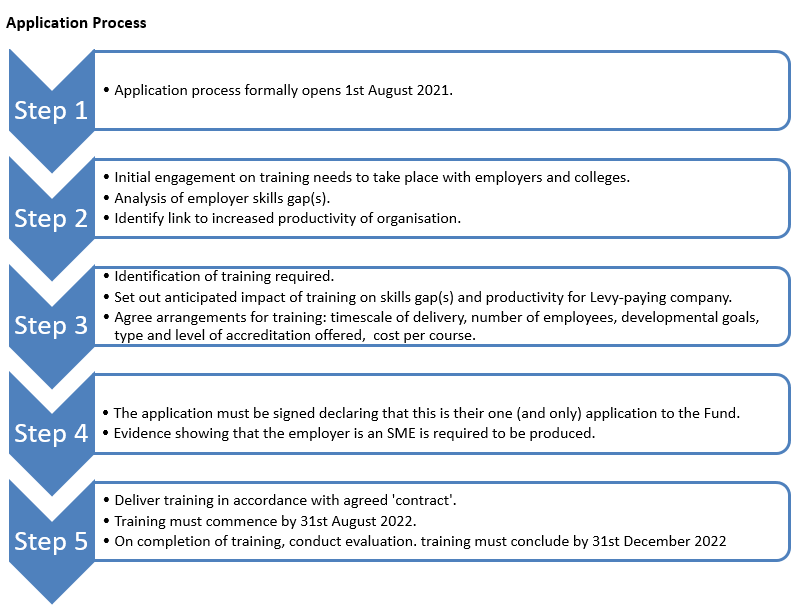 Application Process
Step 1
• Application process formally opens 1st August 2021.
Step 2
• Initial engagement on training needs to take place with employers and colleges.
• Analysis of employer skills gap(s).
• Identify link to increased productivity of organisation.
Step 3
• Identification of training required.
• Set out anticipated impact of training on skills gap(s) and productivity for Levy-paying company.
• Agree arrangements for training: timescale of delivery, number of employees, developmental goals,
type and level of accreditation offered,  cost per course.
Step 4
• The application must be signed declaring that this is their one (and only) application to the Fund.
• Evidence showing that the employer is an SME is required to be produced.
Step 5
• Deliver training in accordance with agreed 'contract'.
• Training must commence by 31st August 2022.
• On completion of training, conduct evaluation. training must conclude by 31st December 2022